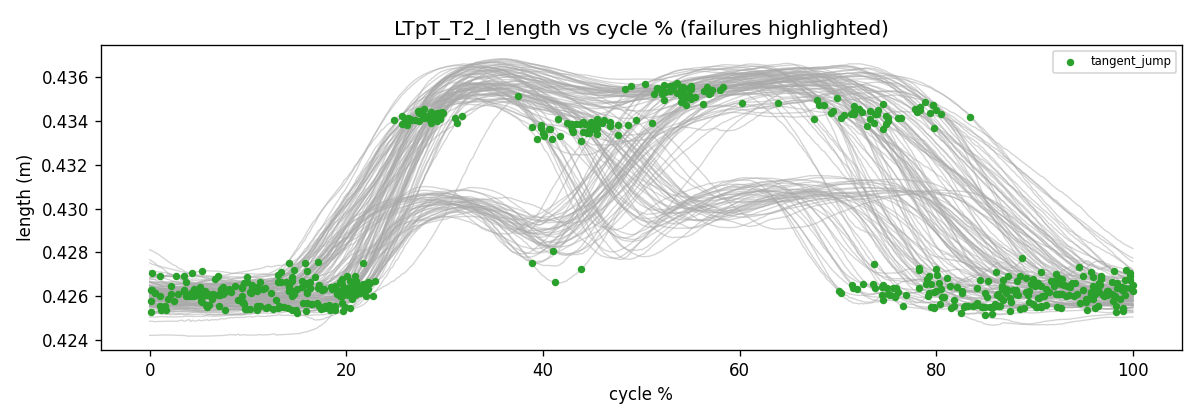 LTpT_T2_l length vs cycle % (failures highlighted)
tangent_jump
length (m)
0.436
0.434
0.432
0.430
0.428
0.426
0.424
0 20 40 60 80 100
cycle %